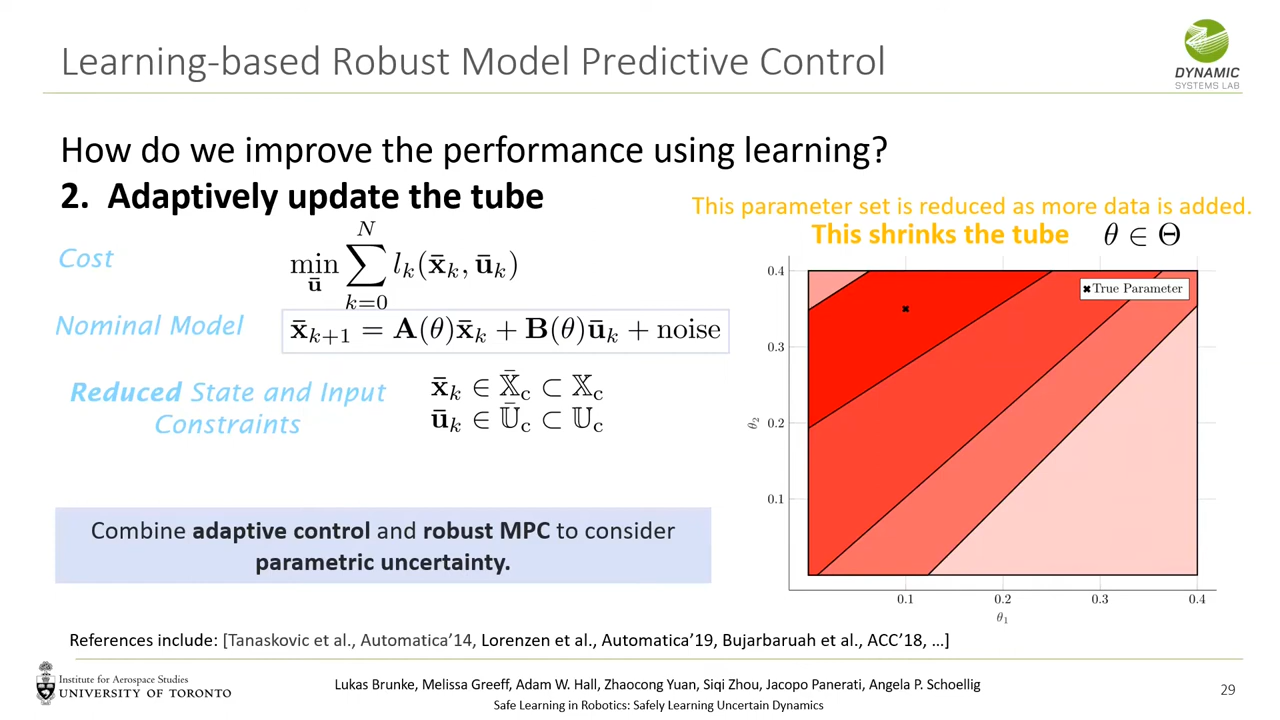 Learning-based Robust Model Predictive Control
DYNAMIC
SYSTEMS LAB
How do we improve the performance using learning?
2. Adaptively update the tube
This parameter set is reduced as more data is added.
This shrinks the tube θ ∈ Θ
Cost
min_ū ∑_{k=0}^{N} l_k(x̄_k, ū_k)
Nominal Model
x̄_{k+1} = A(θ)x̄_k + B(θ)ū_k + noise
Reduced State and Input
Constraints
x̄_k ∈ 𝕏̄_c ⊂ 𝕏_c
ū_k ∈ 𝕌̄_c ⊂ 𝕌_c
Combine adaptive control and robust MPC to consider
parametric uncertainty.
0.4
0.3
0.2
0.1
θ₂
True Parameter
0.1 0.2 0.3 0.4
θ₁
References include: [Tanaskovic et al., Automatica’14, Lorenzen et al., Automatica’19, Bujarbaruah et al., ACC’18, …]
Institute for Aerospace Studies
UNIVERSITY OF TORONTO
Lukas Brunke, Melissa Greeff, Adam W. Hall, Zhaocong Yuan, Siqi Zhou, Jacopo Panerati, Angela P. Schoellig
Safe Learning in Robotics: Safely Learning Uncertain Dynamics
29